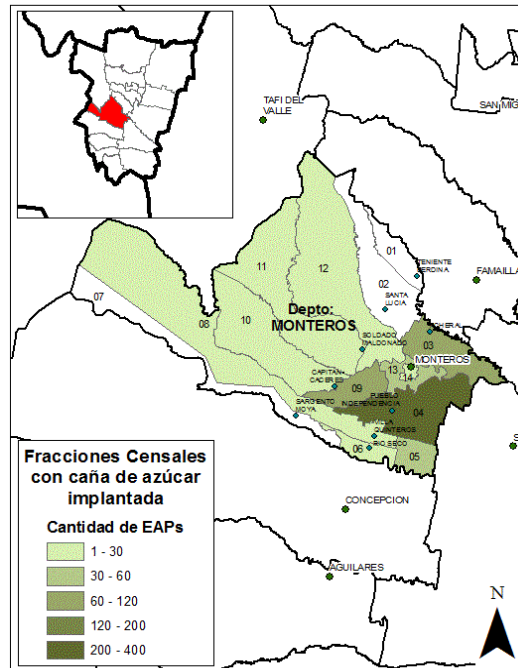 TAFI DEL
VALLE
SAN MIG
01
TENIENTE
BERDINA
FAMAILLA
02
SANTA
LUCIA
11
12
07
08
10
Depto:
MONTEROS
SOLDADO
MALDONADO
03
MONTEROS
13
14
CAPITAN
CACERES
09
SARGENTO
MOYA
PUEBLO
INDEPENDENCIA
04
QUINTEROS
RIO SECO
06
05
S
CONCEPCION
AGUILARES
Fracciones Censales
con caña de azúcar
implantada
Cantidad de EAPs
1 - 30
30 - 60
60 - 120
120 - 200
200 - 400
N